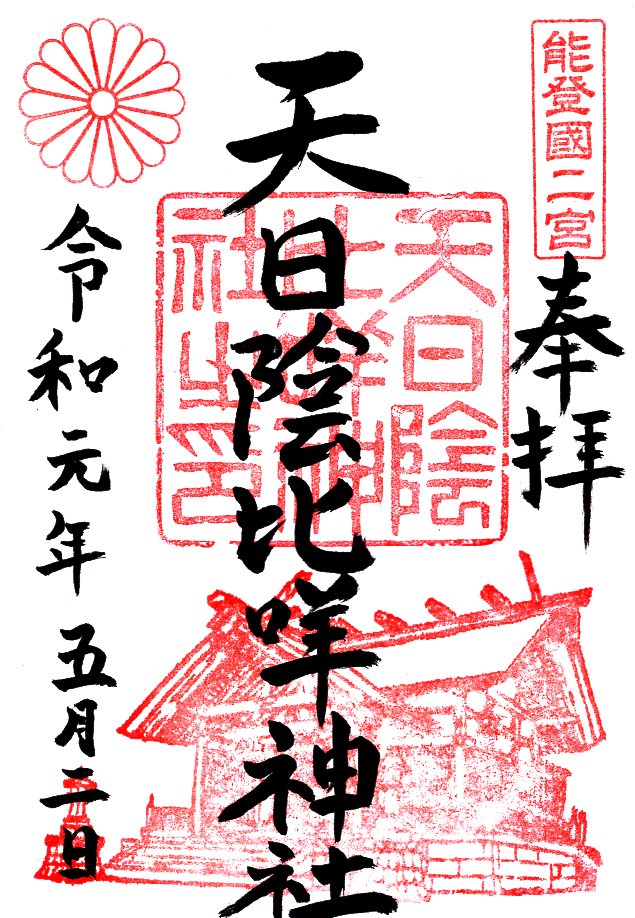 能登國二宮
奉拝
天日陰比咩神社
天日陰
比咩神
社之印
令和元年五月二日